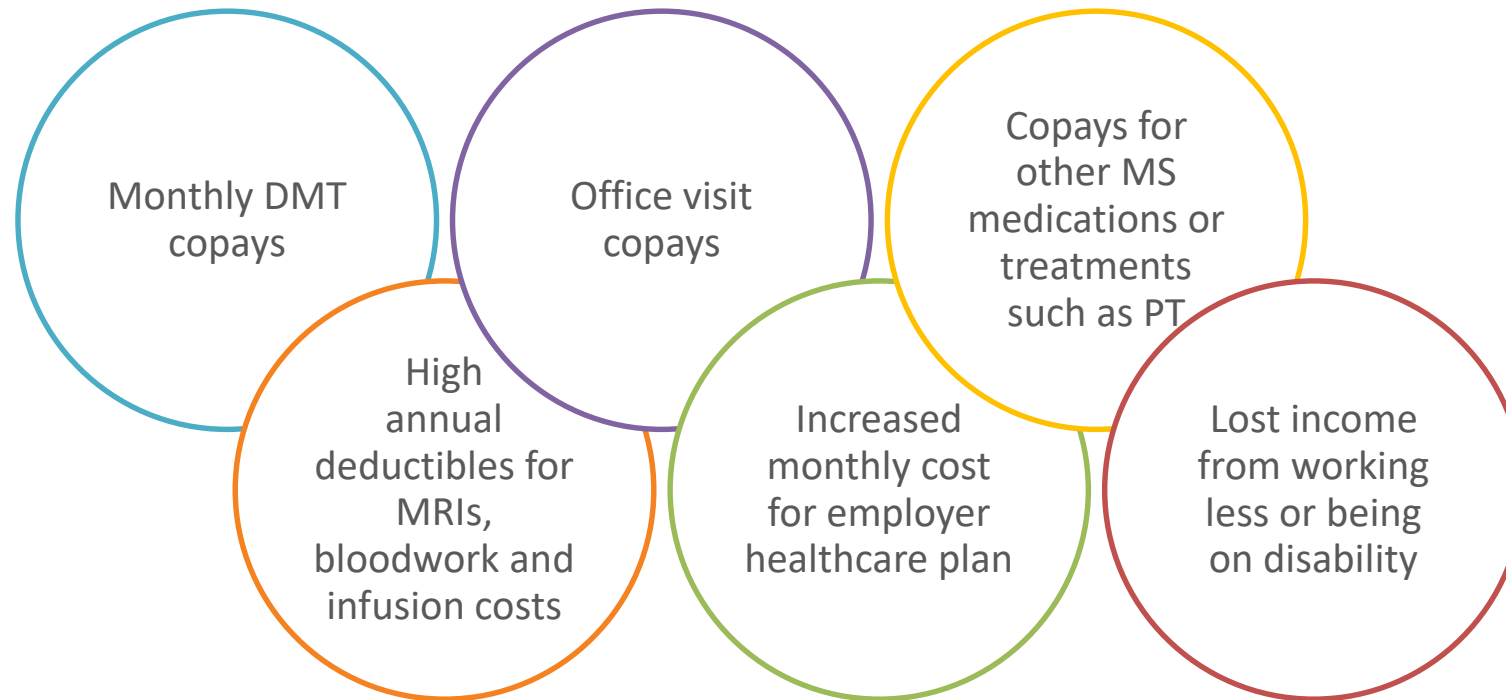 Monthly DMT
copays
High
annual
deductibles for
MRIs,
bloodwork and
infusion costs
Office visit
copays
Increased
monthly cost
for employer
healthcare plan
Copays for
other MS
medications or
treatments
such as PT
Lost income
from working
less or being
on disability